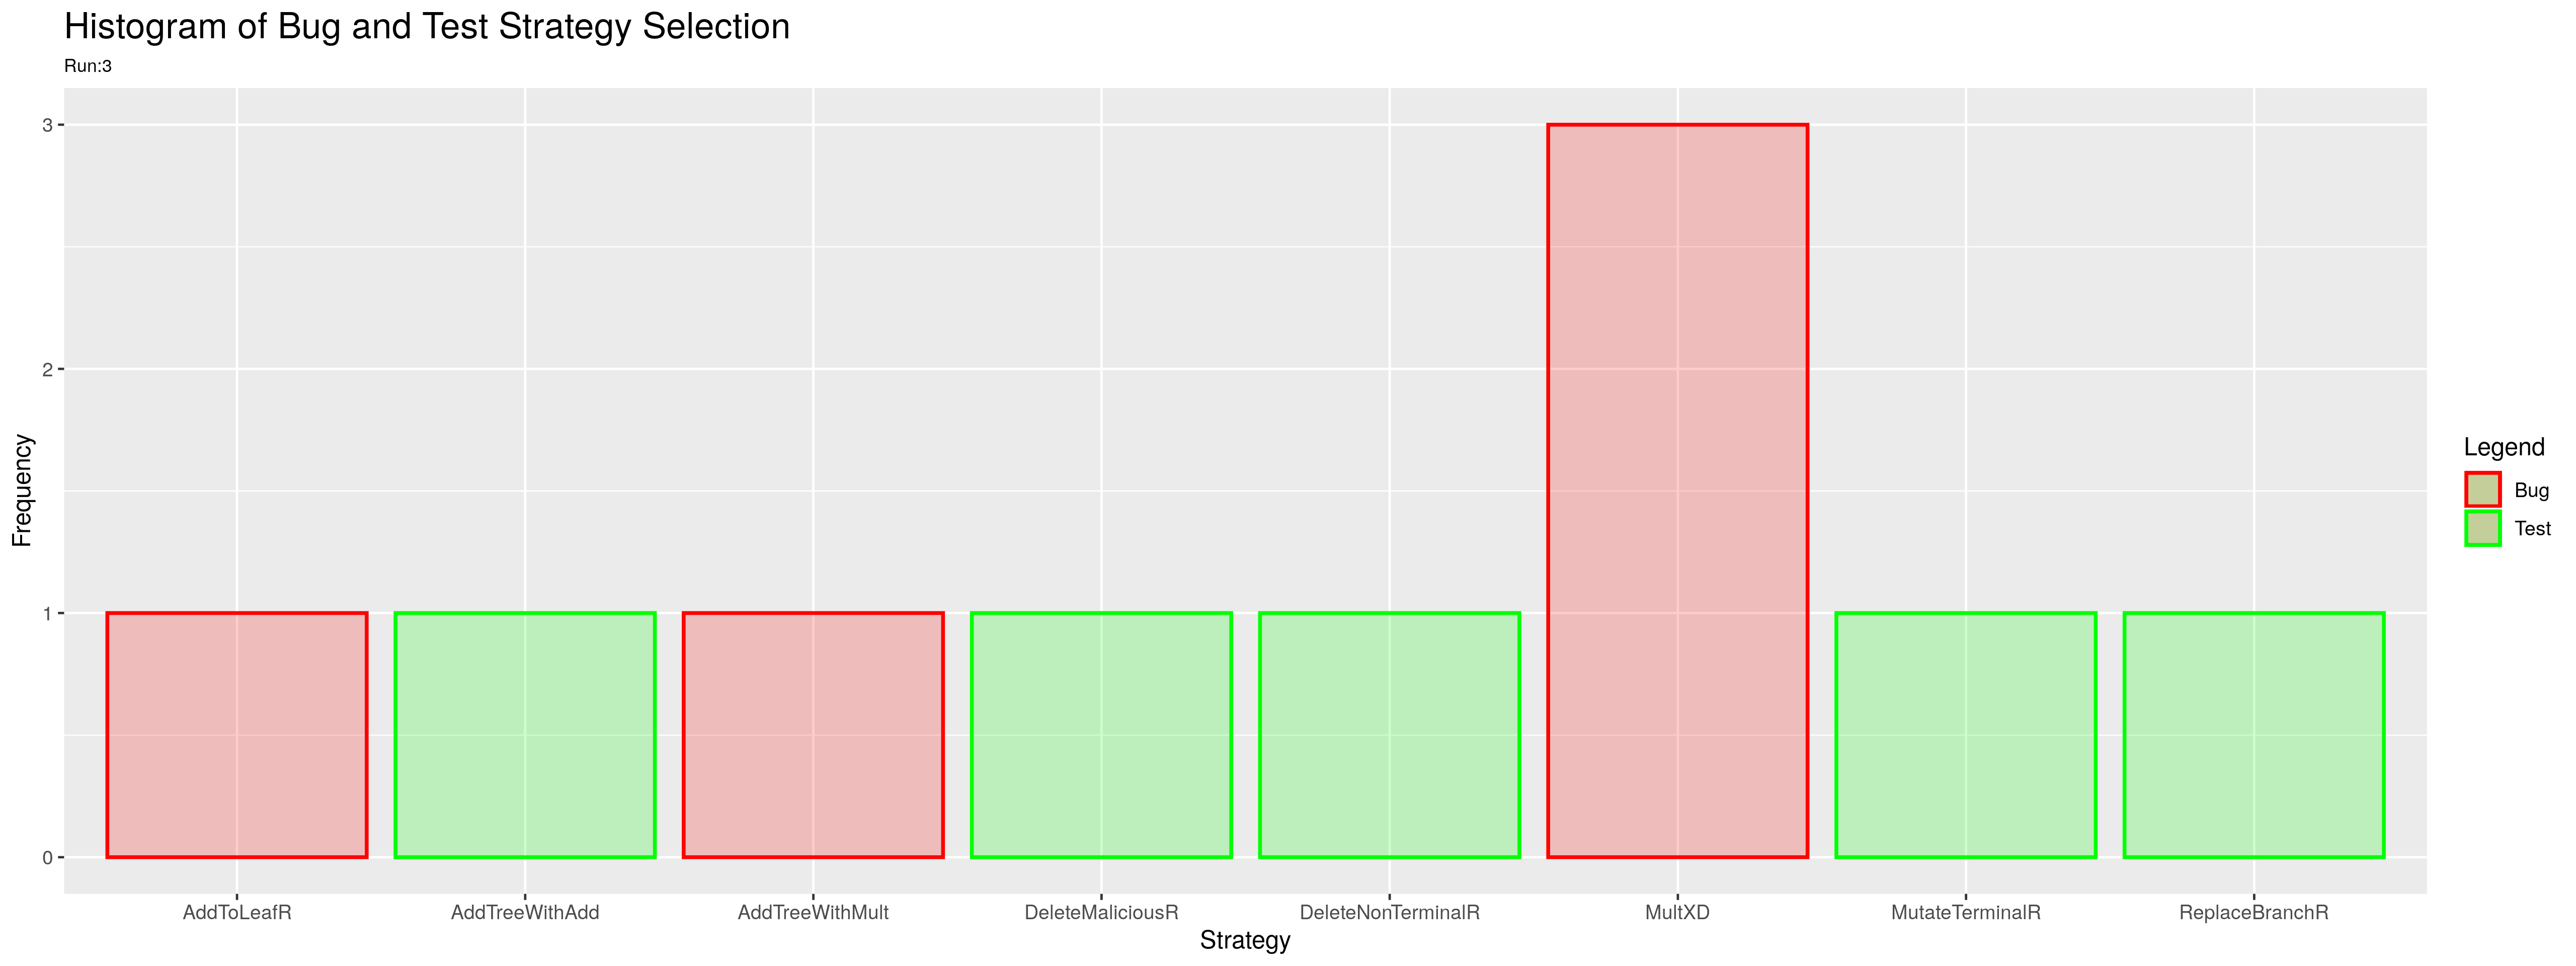 Histogram of Bug and Test Strategy Selection
Run:3
Frequency
3
2
1
0
AddToLeafR AddTreeWithAdd AddTreeWithMult DeleteMaliciousR DeleteNonTerminalR MultXD MutateTerminalR ReplaceBranchR
Strategy
Legend
Bug
Test